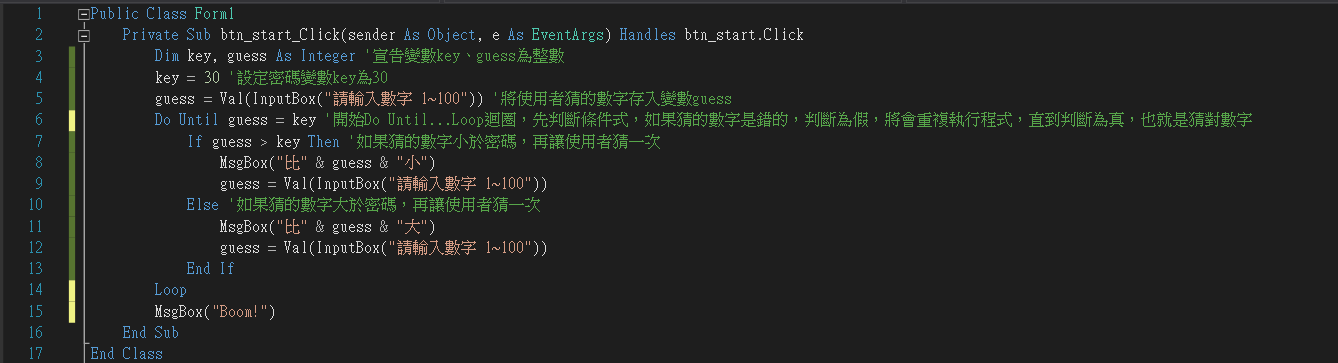 1 Public Class Form1
2 Private Sub btn_start_Click(sender As Object, e As EventArgs) Handles btn_start.Click
3 Dim key, guess As Integer '宣告變數key、guess為整數
4 key = 30 '設定密碼變數key為30
5 guess = Val(InputBox("請輸入數字 1~100")) '將使用者猜的數字存入變數guess
6 Do Until guess = key '開始Do Until...Loop迴圈，先判斷條件式，如果猜的數字是錯的，判斷為假，將會重複執行程式，直到判斷為真，也就是猜對數字
7 If guess > key Then '如果猜的數字小於密碼，再讓使用者猜一次
8 MsgBox("比" & guess & "小")
9 guess = Val(InputBox("請輸入數字 1~100"))
10 Else '如果猜的數字大於密碼，再讓使用者猜一次
11 MsgBox("比" & guess & "大")
12 guess = Val(InputBox("請輸入數字 1~100"))
13 End If
14 Loop
15 MsgBox("Boom!")
16 End Sub
17 End Class